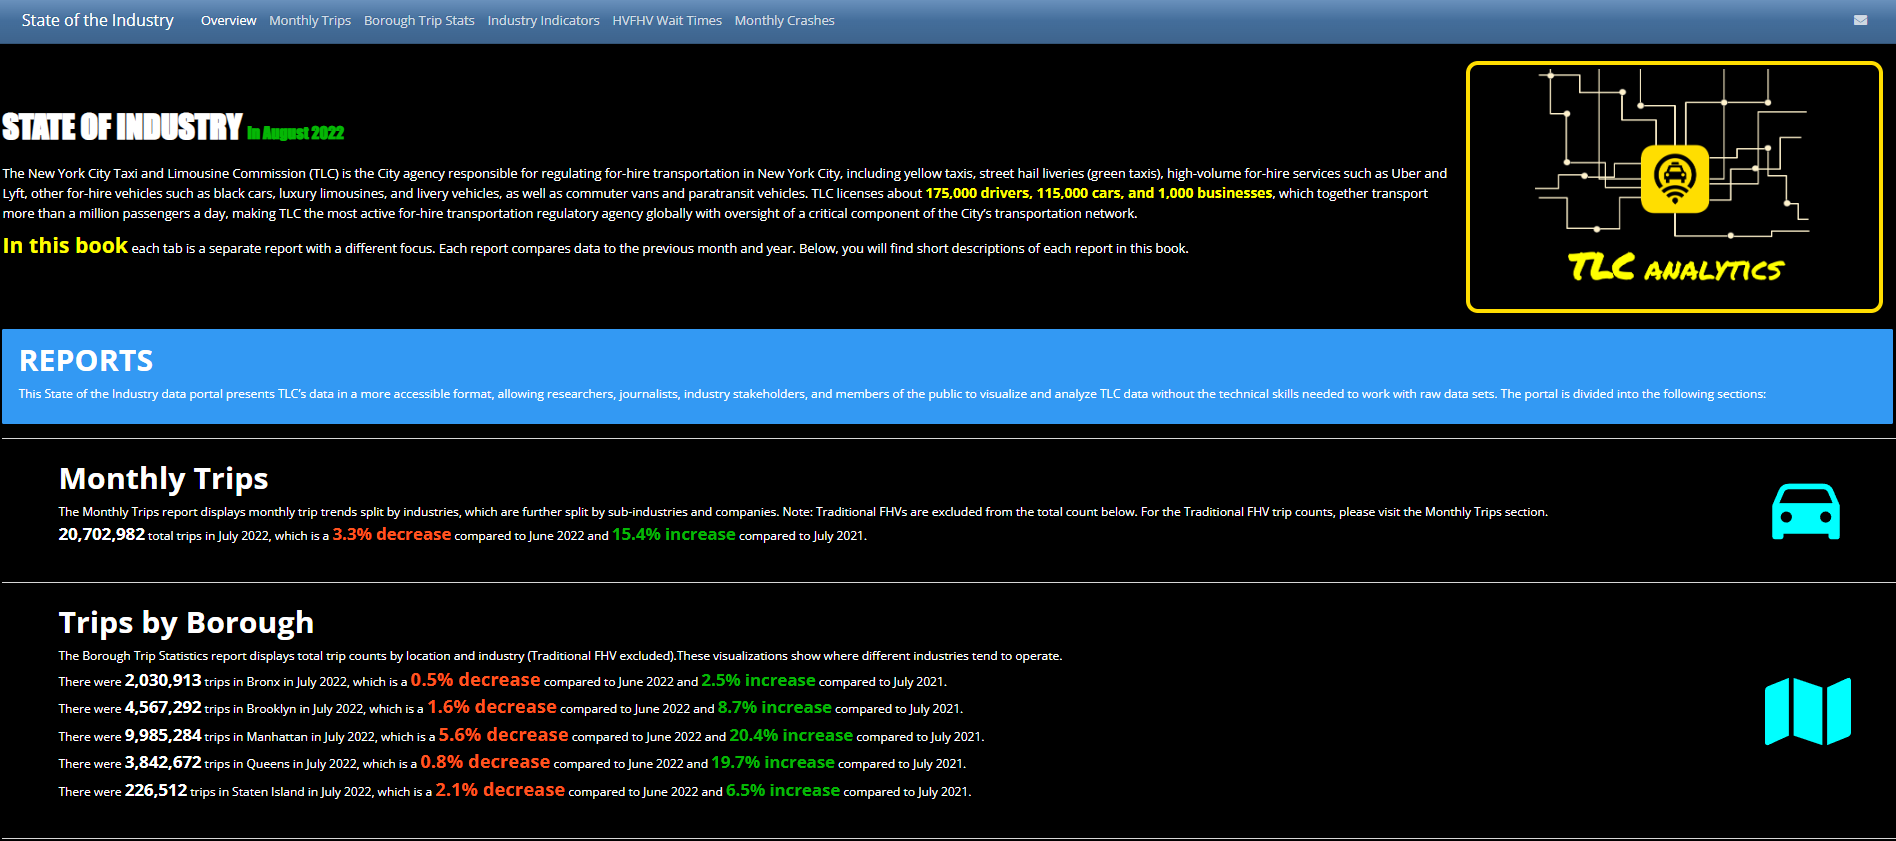 State of the Industry Overview Monthly Trips Borough Trip Stats Industry Indicators HVFHV Wait Times Monthly Crashes
STATE OF INDUSTRY In August 2022
The New York City Taxi and Limousine Commission (TLC) is the City agency responsible for regulating for-hire transportation in New York City, including yellow taxis, street hail liveries (green taxis), high-volume for-hire services such as Uber and
Lyft, other for-hire vehicles such as black cars, luxury limousines, and livery vehicles, as well as commuter vans and paratransit vehicles. TLC licenses about 175,000 drivers, 115,000 cars, and 1,000 businesses, which together transport
more than a million passengers a day, making TLC the most active for-hire transportation regulatory agency globally with oversight of a critical component of the City's transportation network.
In this book each tab is a separate report with a different focus. Each report compares data to the previous month and year. Below, you will find short descriptions of each report in this book.
TLC ANALYTICS
REPORTS
This State of the Industry data portal presents TLC's data in a more accessible format, allowing researchers, journalists, industry stakeholders, and members of the public to visualize and analyze TLC data without the technical skills needed to work with raw data sets. The portal is divided into the following sections:
Monthly Trips
The Monthly Trips report displays monthly trip trends split by industries, which are further split by sub-industries and companies. Note: Traditional FHVs are excluded from the total count below. For the Traditional FHV trip counts, please visit the Monthly Trips section.
20,702,982 total trips in July 2022, which is a 3.3% decrease compared to June 2022 and 15.4% increase compared to July 2021.
Trips by Borough
The Borough Trip Statistics report displays total trip counts by location and industry (Traditional FHV excluded).These visualizations show where different industries tend to operate.
There were 2,030,913 trips in Bronx in July 2022, which is a 0.5% decrease compared to June 2022 and 2.5% increase compared to July 2021.
There were 4,567,292 trips in Brooklyn in July 2022, which is a 1.6% decrease compared to June 2022 and 8.7% increase compared to July 2021.
There were 9,985,284 trips in Manhattan in July 2022, which is a 5.6% decrease compared to June 2022 and 20.4% increase compared to July 2021.
There were 3,842,672 trips in Queens in July 2022, which is a 0.8% decrease compared to June 2022 and 19.7% increase compared to July 2021.
There were 226,512 trips in Staten Island in July 2022, which is a 2.1% decrease compared to June 2022 and 6.5% increase compared to July 2021.